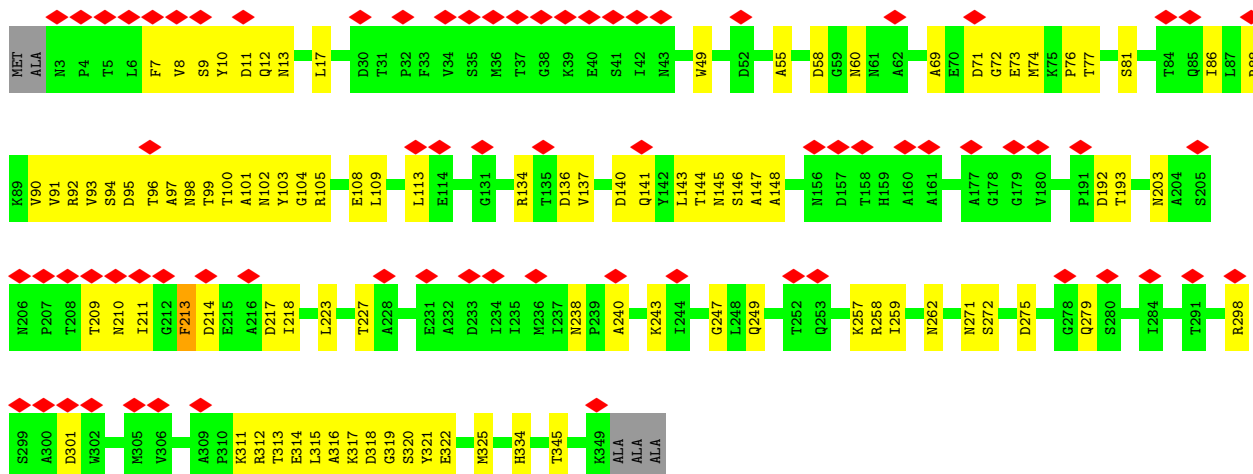 MET ALA N3 P4 T5 L6 F7 V8 S9 Y10 D11 Q12 N13 L17 D30 T31 P32 F33 V34 S35 M36 T37 G38 K39 E40 S41 I42 N43 W49 D52 A55 D58 G59 N60 N61 A62 A69 E70 D71 G72 E73 M74 K75 P76 T77 S81 T84 Q85 I86 L87
K89 V90 V91 R92 V93 S94 D95 T96 A97 N98 T99 T100 A101 N102 Y103 G104 R105 E108 L109 L113 E114 G131 R134 T135 D136 V137 D140 Q141 Y142 L143 T144 N145 S146 A147 A148 N156 D157 T158 H159 A160 A161 A177 G178 G179 V180 P191 D192 T193 N203 A204 S205
N206 P207 T208 T209 N210 I211 G212 F213 D214 E215 A216 D217 I218 L223 T227 A228 E231 A232 D233 I234 I235 M236 I237 N238 P239 A240 K243 I244 G247 L248 Q249 T252 Q253 K257 R258 I259 N262 N271 S272 D275 G278 Q279 S280 I284 T291 R298
S299 A300 D301 W302 M305 V306 A309 P310 K311 R312 T313 E314 L315 A316 K317 D318 G319 S320 Y321 E322 M325 H334 T345 K349 ALA ALA ALA